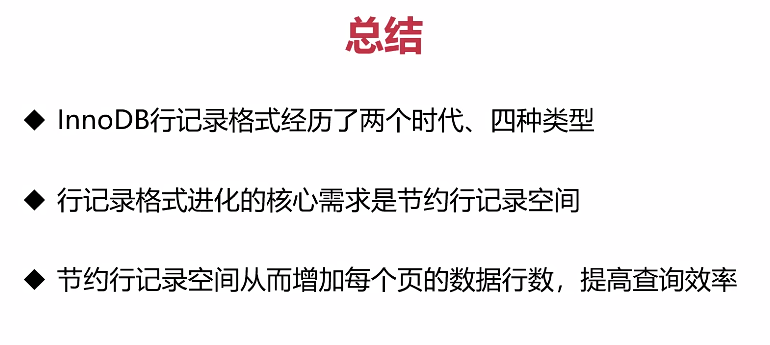 总结
◆ InnoDB行记录格式经历了两个时代、四种类型
◆ 行记录格式进化的核心需求是节约行记录空间
◆ 节约行记录空间从而增加每个页的数据行数，提高查询效率